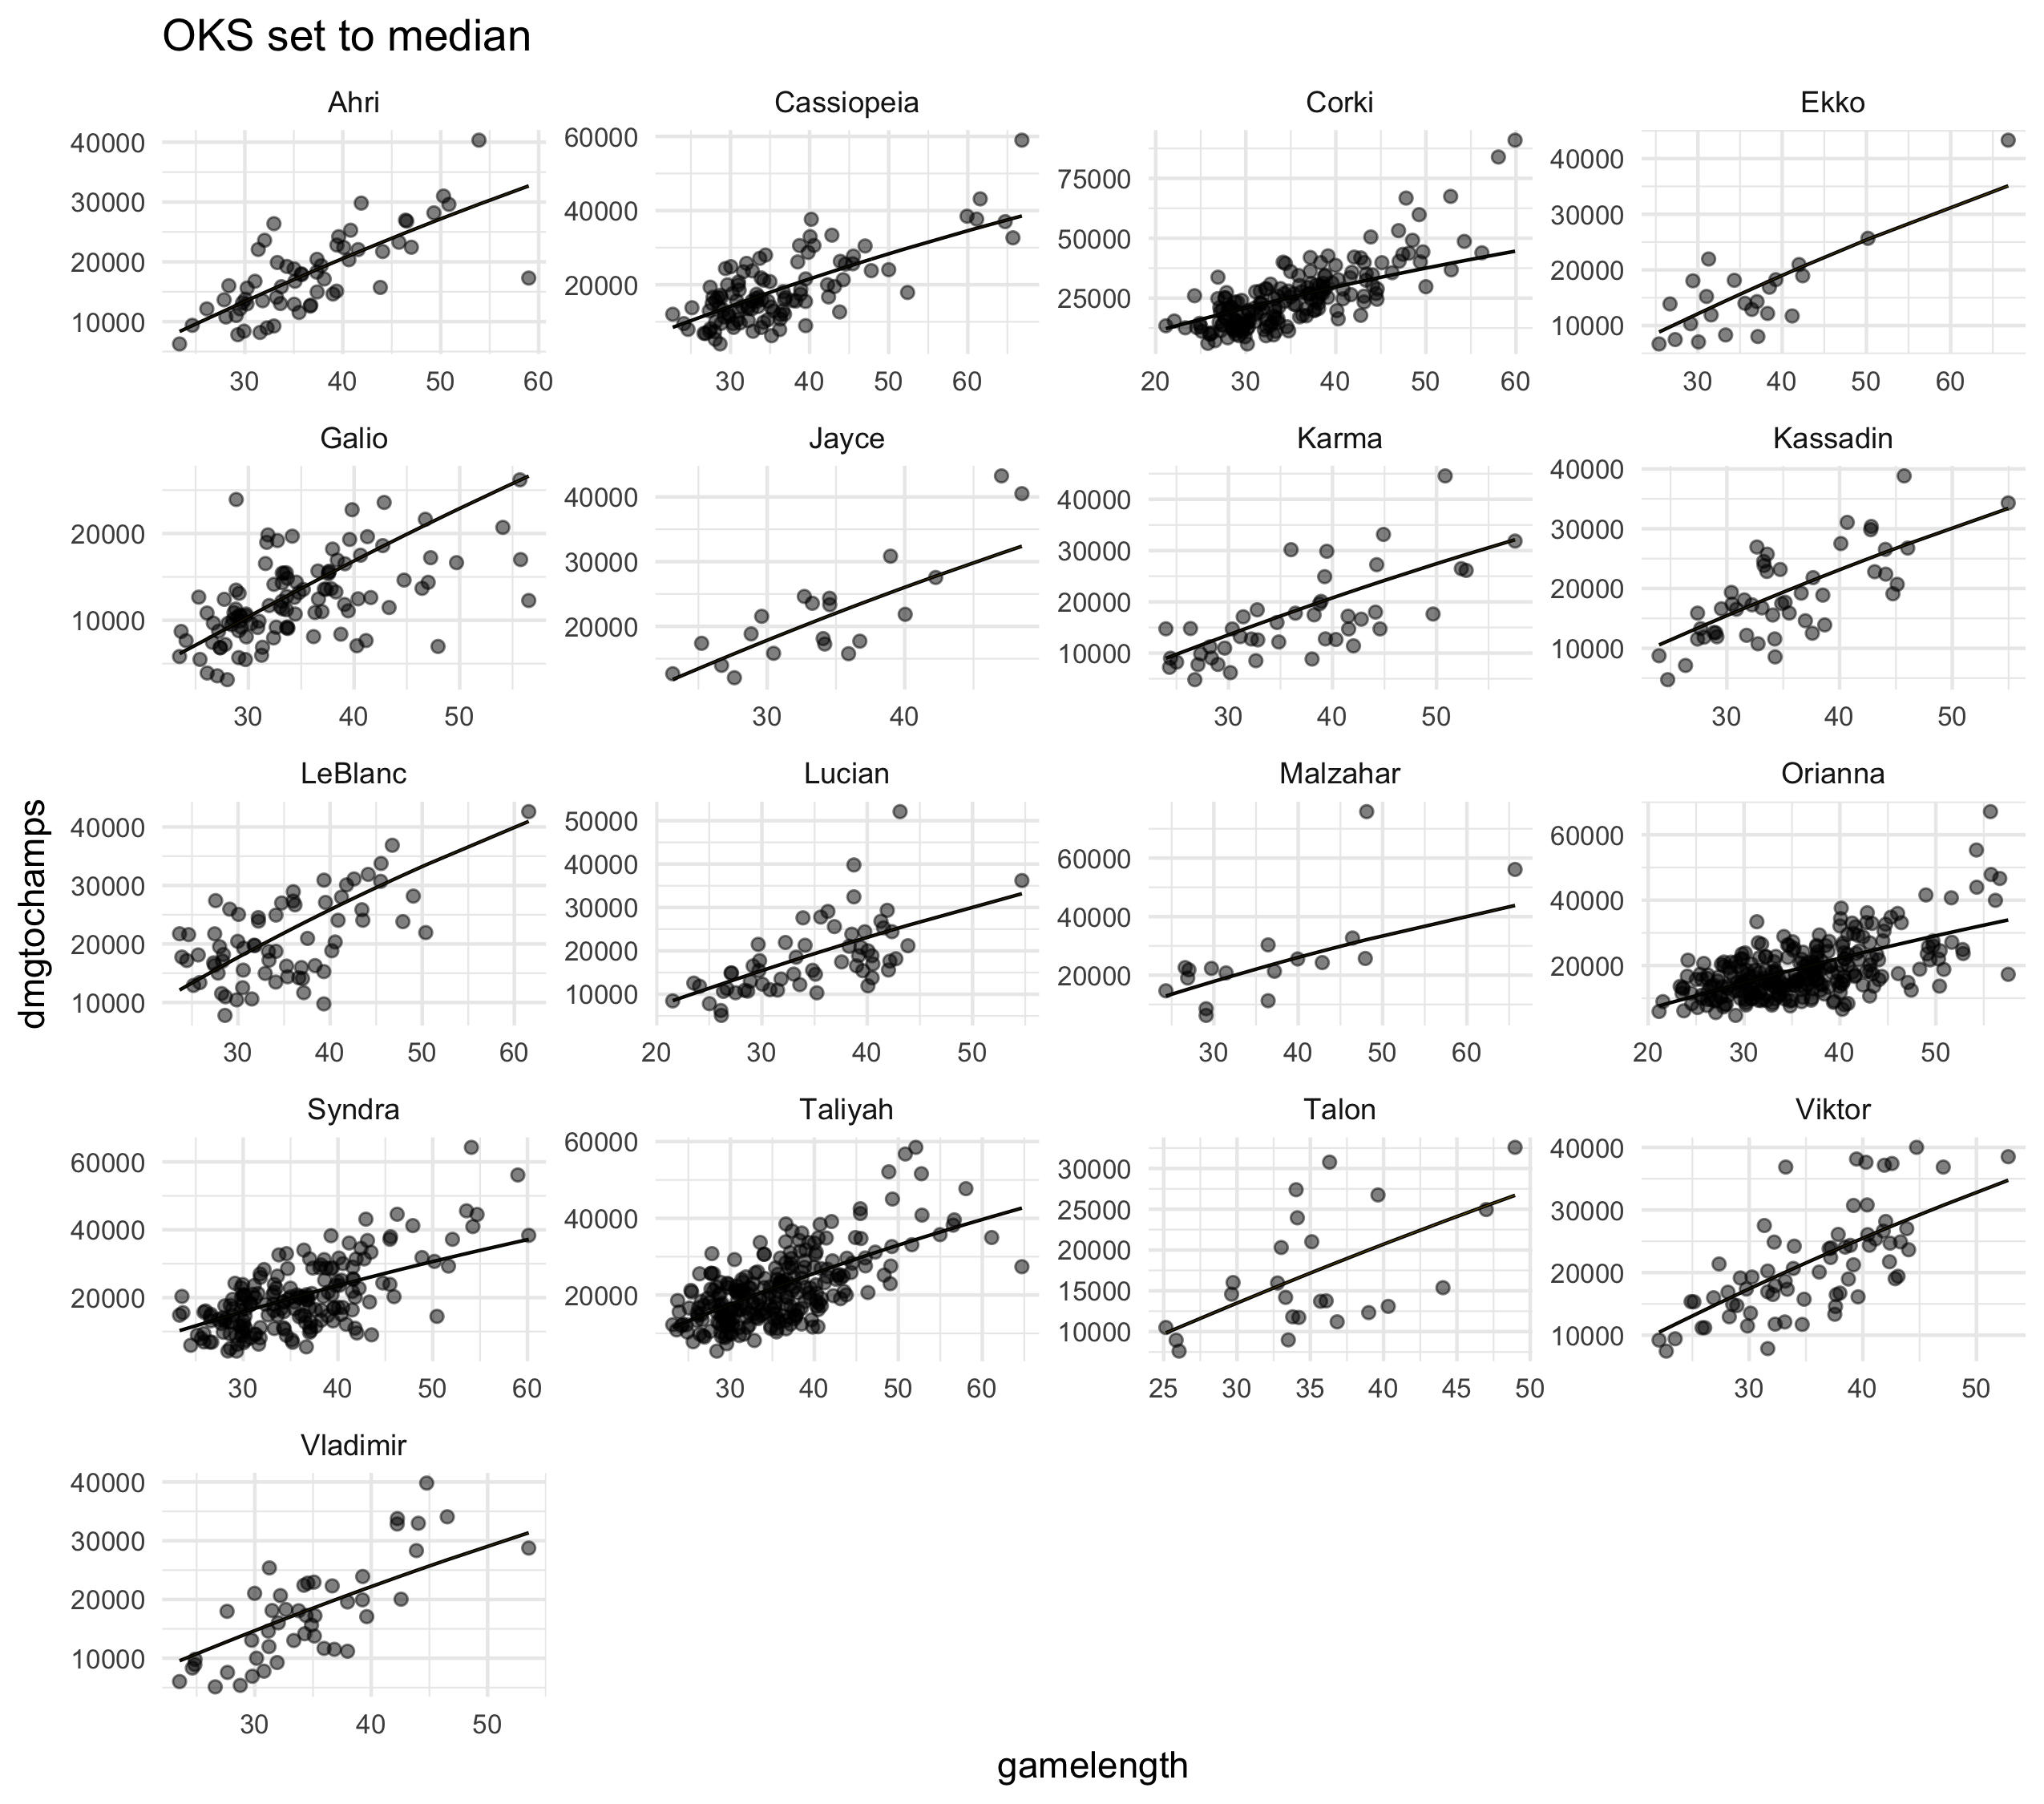 OKS set to median
Ahri
Cassiopeia
Corki
Ekko
40000
30000
20000
10000
30 40 50 60
60000
40000
20000
30 40 50 60
75000
50000
25000
20 30 40 50 60
40000
30000
20000
10000
30 40 50 60
Galio
Jayce
Karma
Kassadin
20000
10000
30 40 50
40000
30000
20000
30 40
40000
30000
20000
10000
30 40 50
40000
30000
20000
10000
30 40 50
LeBlanc
Lucian
Malzahar
Orianna
40000
30000
20000
10000
30 40 50 60
50000
40000
30000
20000
10000
20 30 40 50
60000
40000
20000
30 40 50 60
60000
40000
20000
20 30 40 50
Syndra
Taliyah
Talon
Viktor
60000
40000
20000
30 40 50 60
60000
40000
20000
30 40 50 60
30000
25000
20000
15000
10000
25 30 35 40 45 50
40000
30000
20000
10000
30 40 50
Vladimir
40000
30000
20000
10000
30 40 50
dmgtochamps
gamelength